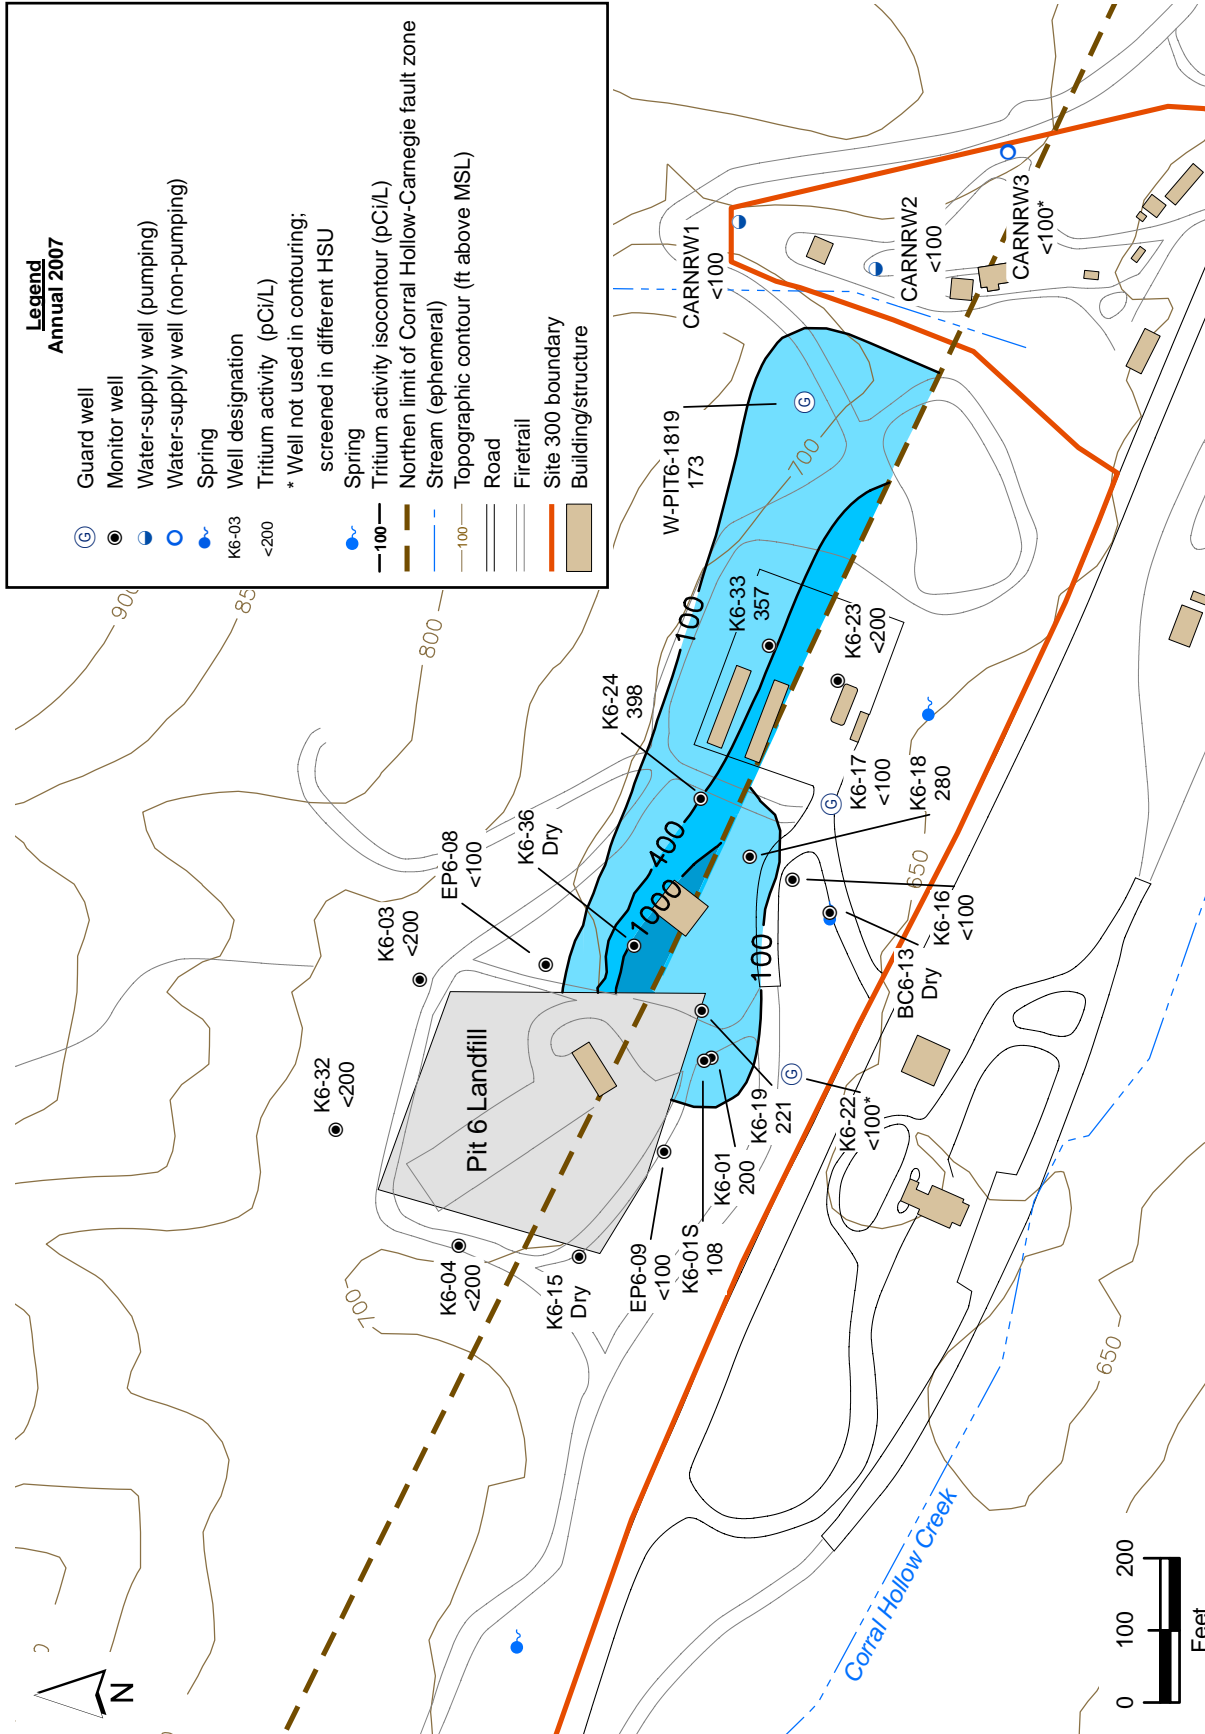 Legend
Annual 2007
Guard well
Monitor well
Water-supply well (pumping)
Water-supply well (non-pumping)
Spring
K6-03 Well designation
<200 Tritium activity (pCi/L)
* Well not used in contouring;
screened in different HSU
Spring
100 Tritium activity isocontour (pCi/L)
Northen limit of Corral Hollow-Carnegie fault zone
Stream (ephemeral)
100 Topographic contour (ft above MSL)
Road
Firetrail
Site 300 boundary
Building/structure
G
N
800
700
700
650
650
Pit 6 Landfill
K6-32
<200
K6-03
<200
EP6-08
<100
K6-36
Dry
K6-24
398
K6-33
357
K6-23
<200
W-PIT6-1819
173
G
CARNRW1
<100
CARNRW2
<100
CARNRW3
<100*
K6-04
<200
K6-15
Dry
EP6-09
<100
K6-01S
108
K6-01
200
K6-19
221
K6-22
<100*
G
BC6-13
Dry
K6-16
<100
K6-18
280
K6-17
<100
G
100
400
1000
100
Corral Hollow Creek
0 100 200
Feet